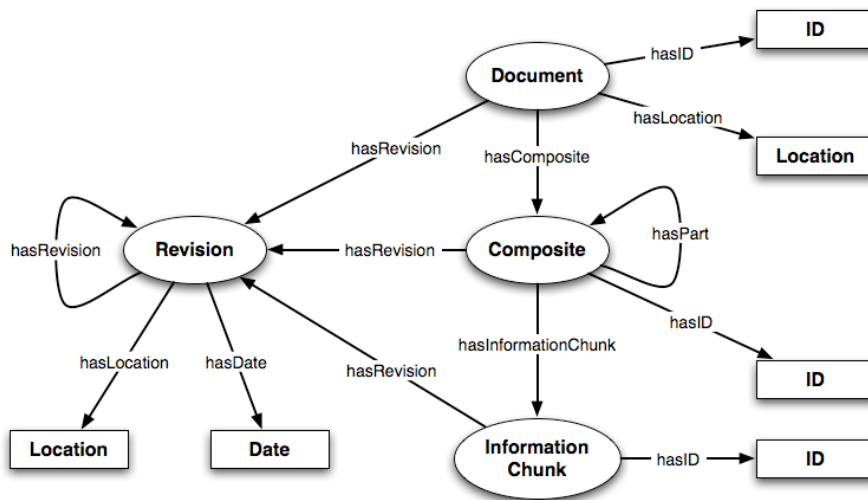 ID
hasID
Document
hasLocation
hasRevision
hasComposite
Location
hasPart
hasRevision
Revision
hasRevision
Composite
hasID
hasInformationChunk
hasLocation
hasDate
hasRevision
ID
Location
Date
Information
Chunk
hasID
ID